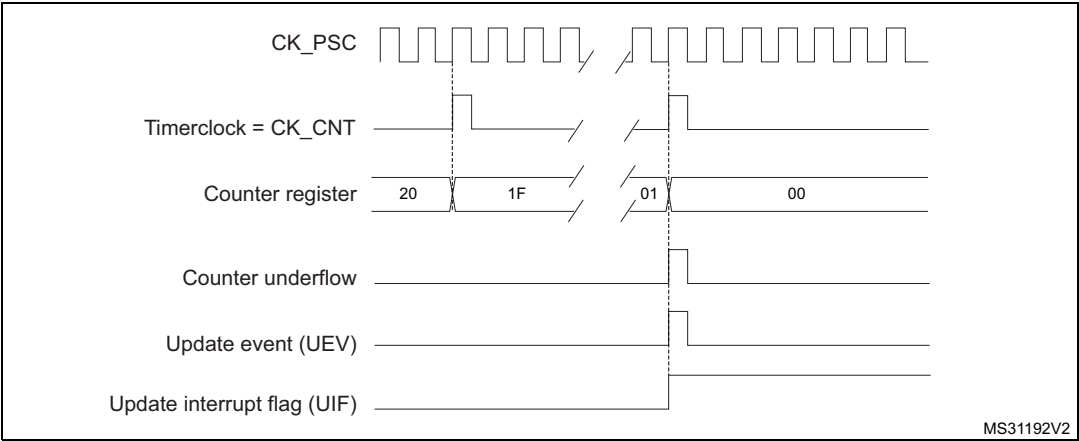 CK_PSC
Timerclock = CK_CNT
Counter register 20 1F 01 00
Counter underflow
Update event (UEV)
Update interrupt flag (UIF)
MS31192V2